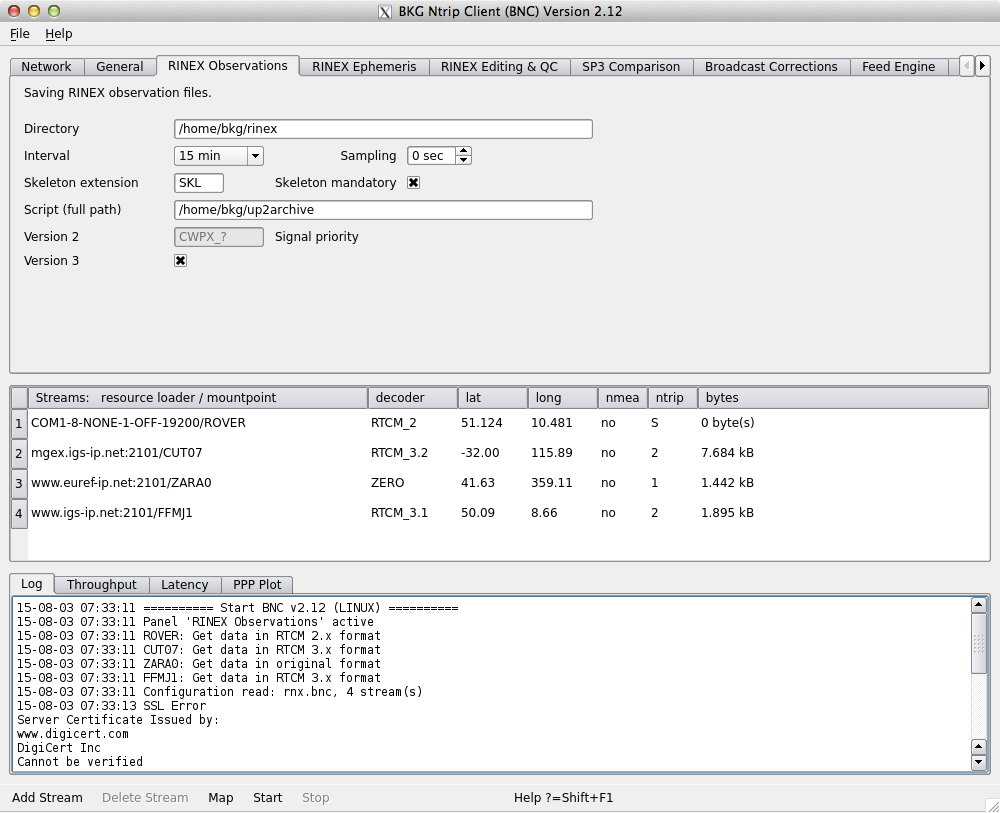 BKG Ntrip Client (BNC) Version 2.12
File Help
Network General RINEX Observations RINEX Ephemeris RINEX Editing & QC SP3 Comparison Broadcast Corrections Feed Engine
Saving RINEX observation files.
Directory /home/bkg/rinex
Interval 15 min Sampling 0 sec
Skeleton extension SKL Skeleton mandatory
Script (full path) /home/bkg/up2archive
Version 2 CWPX_? Signal priority
Version 3
Streams: resource loader / mountpoint decoder lat long nmea ntrip bytes
1 COM1-8-NONE-1-OFF-19200/ROVER RTCM_2 51.124 10.481 no S 0 byte(s)
2 mgex.igs-ip.net:2101/CUT07 RTCM_3.2 -32.00 115.89 no 2 7.684 kB
3 www.euref-ip.net:2101/ZARA0 ZERO 41.63 359.11 no 1 1.442 kB
4 www.igs-ip.net:2101/FFMJ1 RTCM_3.1 50.09 8.66 no 2 1.895 kB
Log Throughput Latency PPP Plot
15-08-03 07:33:11 ========== Start BNC v2.12 (LINUX) ==========
15-08-03 07:33:11 Panel 'RINEX Observations' active
15-08-03 07:33:11 ROVER: Get data in RTCM 2.x format
15-08-03 07:33:11 CUT07: Get data in RTCM 3.x format
15-08-03 07:33:11 ZARA0: Get data in original format
15-08-03 07:33:11 FFMJ1: Get data in RTCM 3.x format
15-08-03 07:33:11 Configuration read: rnx.bnc, 4 stream(s)
15-08-03 07:33:13 SSL Error
Server Certificate Issued by:
www.digicert.com
DigiCert Inc
Cannot be verified
Add Stream Delete Stream Map Start Stop Help ?=Shift+F1